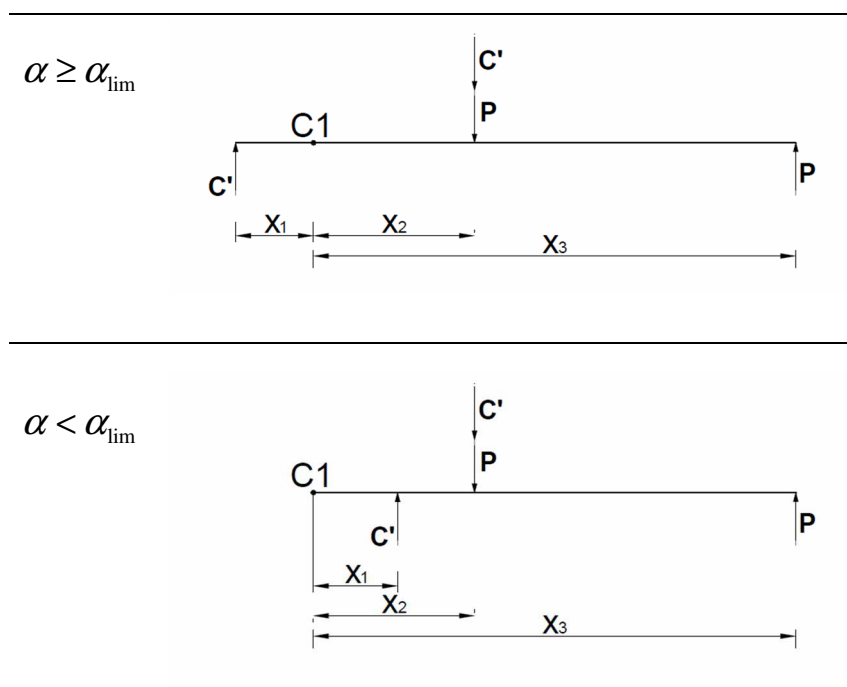 α ≥ α_lim
C'
P
C1
C'
P
X1
X2
X3
α < α_lim
C'
P
C1
C'
P
X1
X2
X3